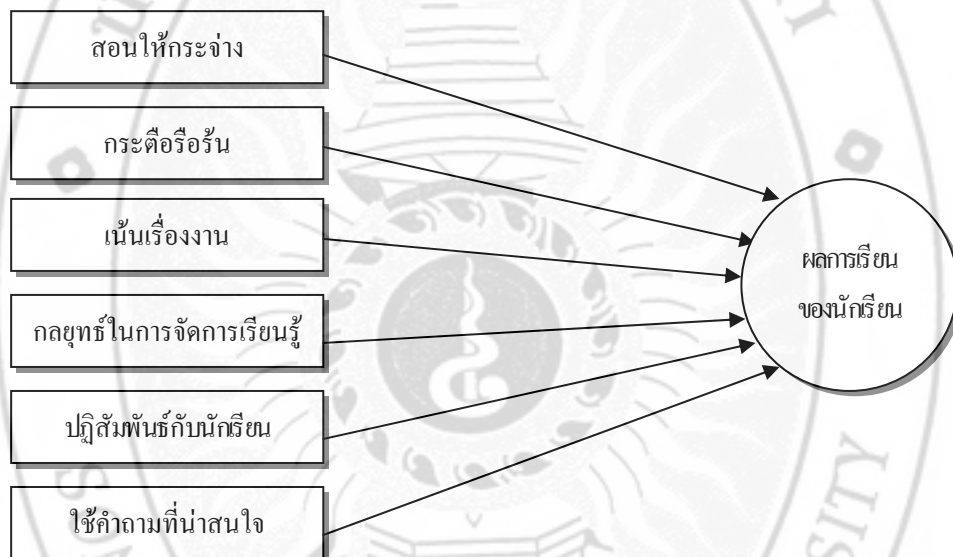 สอนให้กระจ่าง
กระตือรือร้น
เน้นเรื่องงาน
กลยุทธ์ในการจัดการเรียนรู้
ปฏิสัมพันธ์กับนักเรียน
ใช้คำถามที่น่าสนใจ
ผลการเรียน
ของนักเรียน